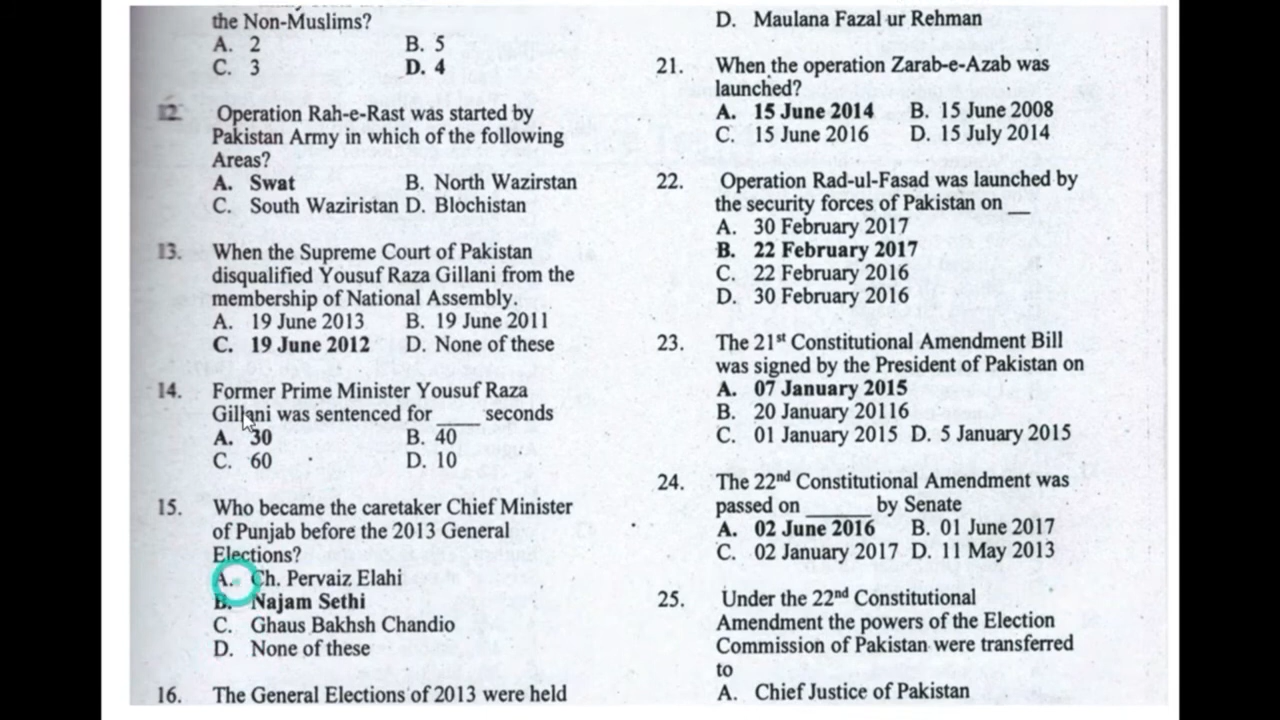 the Non-Muslims?
A. 2 B. 5
C. 3 D. 4
12 Operation Rah-e-Rast was started by
Pakistan Army in which of the following
Areas?
A. Swat B. North Wazirstan
C. South Waziristan D. Blochistan
13. When the Supreme Court of Pakistan
disqualified Yousuf Raza Gillani from the
membership of National Assembly.
A. 19 June 2013 B. 19 June 2011
C. 19 June 2012 D. None of these
14. Former Prime Minister Yousuf Raza
Gillani was sentenced for ____ seconds
A. 30 B. 40
C. 60 D. 10
15. Who became the caretaker Chief Minister
of Punjab before the 2013 General
Elections?
A. Ch. Pervaiz Elahi
B. Najam Sethi
C. Ghaus Bakhsh Chandio
D. None of these
16. The General Elections of 2013 were held
D. Maulana Fazal ur Rehman
21. When the operation Zarab-e-Azab was
launched?
A. 15 June 2014 B. 15 June 2008
C. 15 June 2016 D. 15 July 2014
22. Operation Rad-ul-Fasad was launched by
the security forces of Pakistan on __
A. 30 February 2017
B. 22 February 2017
C. 22 February 2016
D. 30 February 2016
23. The 21st Constitutional Amendment Bill
was signed by the President of Pakistan on
A. 07 January 2015
B. 20 January 20116
C. 01 January 2015 D. 5 January 2015
24. The 22nd Constitutional Amendment was
passed on ______ by Senate
A. 02 June 2016 B. 01 June 2017
C. 02 January 2017 D. 11 May 2013
25. Under the 22nd Constitutional
Amendment the powers of the Election
Commission of Pakistan were transferred
to
A. Chief Justice of Pakistan